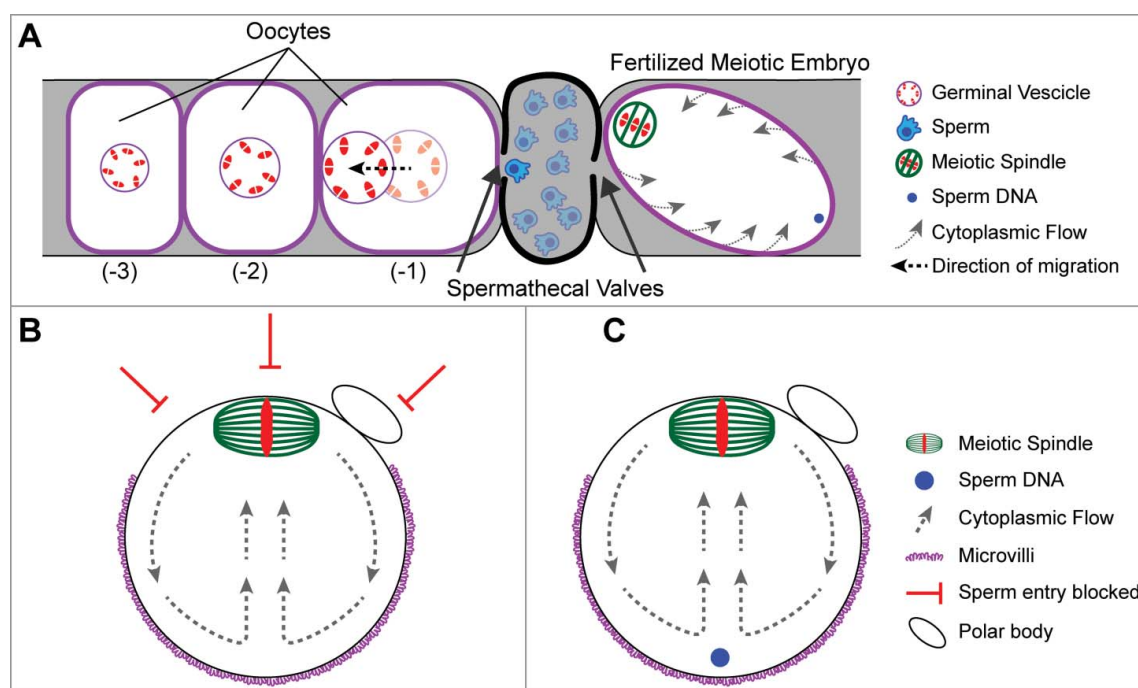 A
Oocytes
Fertilized Meiotic Embryo
(-3)
(-2)
(-1)
Spermathecal Valves
Germinal Vescicle
Sperm
Meiotic Spindle
Sperm DNA
Cytoplasmic Flow
Direction of migration
B
C
Meiotic Spindle
Sperm DNA
Cytoplasmic Flow
Microvilli
Sperm entry blocked
Polar body